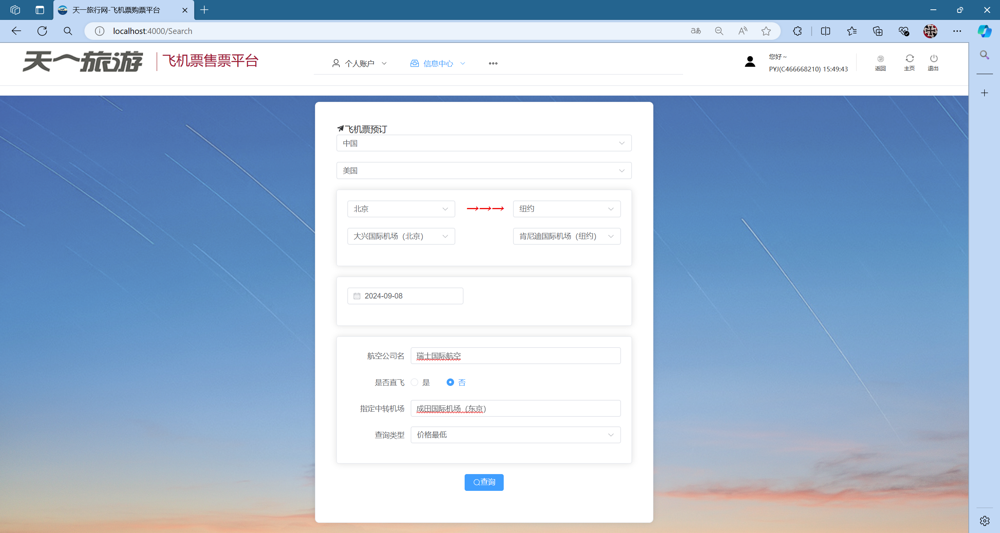 天一旅行网-飞机票购票平台
localhost:4000/Search
天一旅游 飞机票售票平台
个人账户 信息中心
您好~
PYJ(C466668210) 15:49:43
返回 主页 退出
飞机票预订
中国
美国
北京 →→→ 纽约
大兴国际机场（北京） 肯尼迪国际机场（纽约）
2024-09-08
航空公司名 瑞士国际航空
是否直飞 是 否
指定中转机场 成田国际机场（东京）
查询类型 价格最低
查询